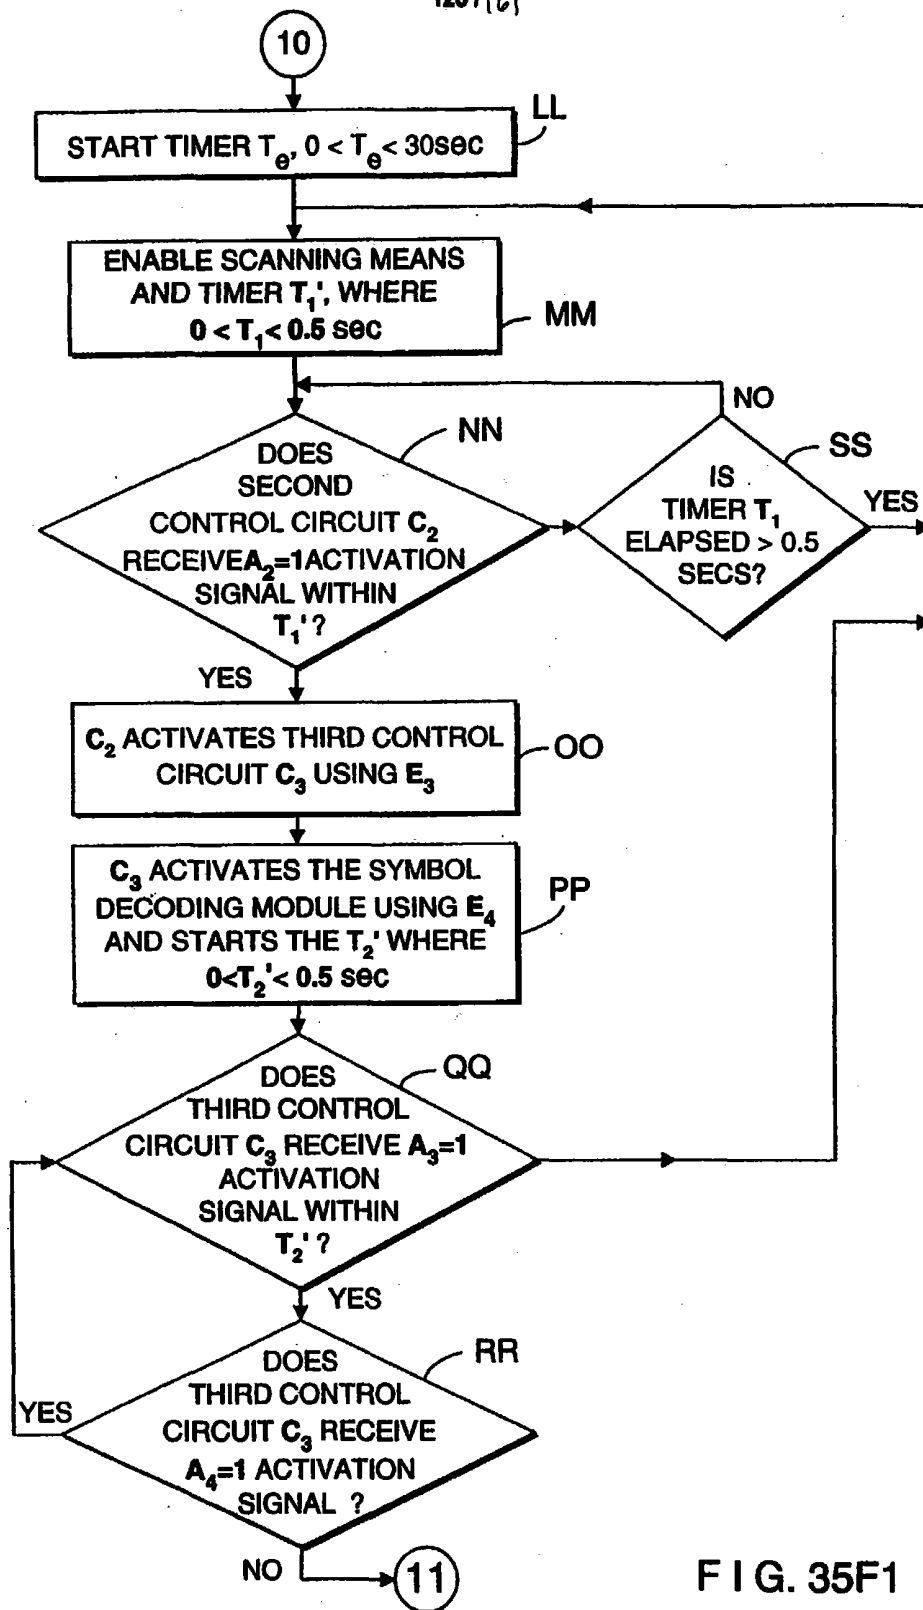 10
LL
START TIMER Te, 0 < Te < 30sec
ENABLE SCANNING MEANS
AND TIMER T1', WHERE
0 < T1 < 0.5 sec
MM
NO
NN
SS
DOES
SECOND
CONTROL CIRCUIT C2
RECEIVEA2=1ACTIVATION
SIGNAL WITHIN
T1' ?
IS
TIMER T1
ELAPSED > 0.5
SECS?
YES
YES
C2 ACTIVATES THIRD CONTROL
CIRCUIT C3 USING E3
OO
C3 ACTIVATES THE SYMBOL
DECODING MODULE USING E4
AND STARTS THE T2' WHERE
0<T2'< 0.5 sec
PP
QQ
DOES
THIRD CONTROL
CIRCUIT C3 RECEIVE A3=1
ACTIVATION
SIGNAL WITHIN
T2' ?
YES
RR
DOES
THIRD CONTROL
CIRCUIT C3 RECEIVE
A4=1 ACTIVATION
SIGNAL ?
YES
NO
11
FIG. 35F1